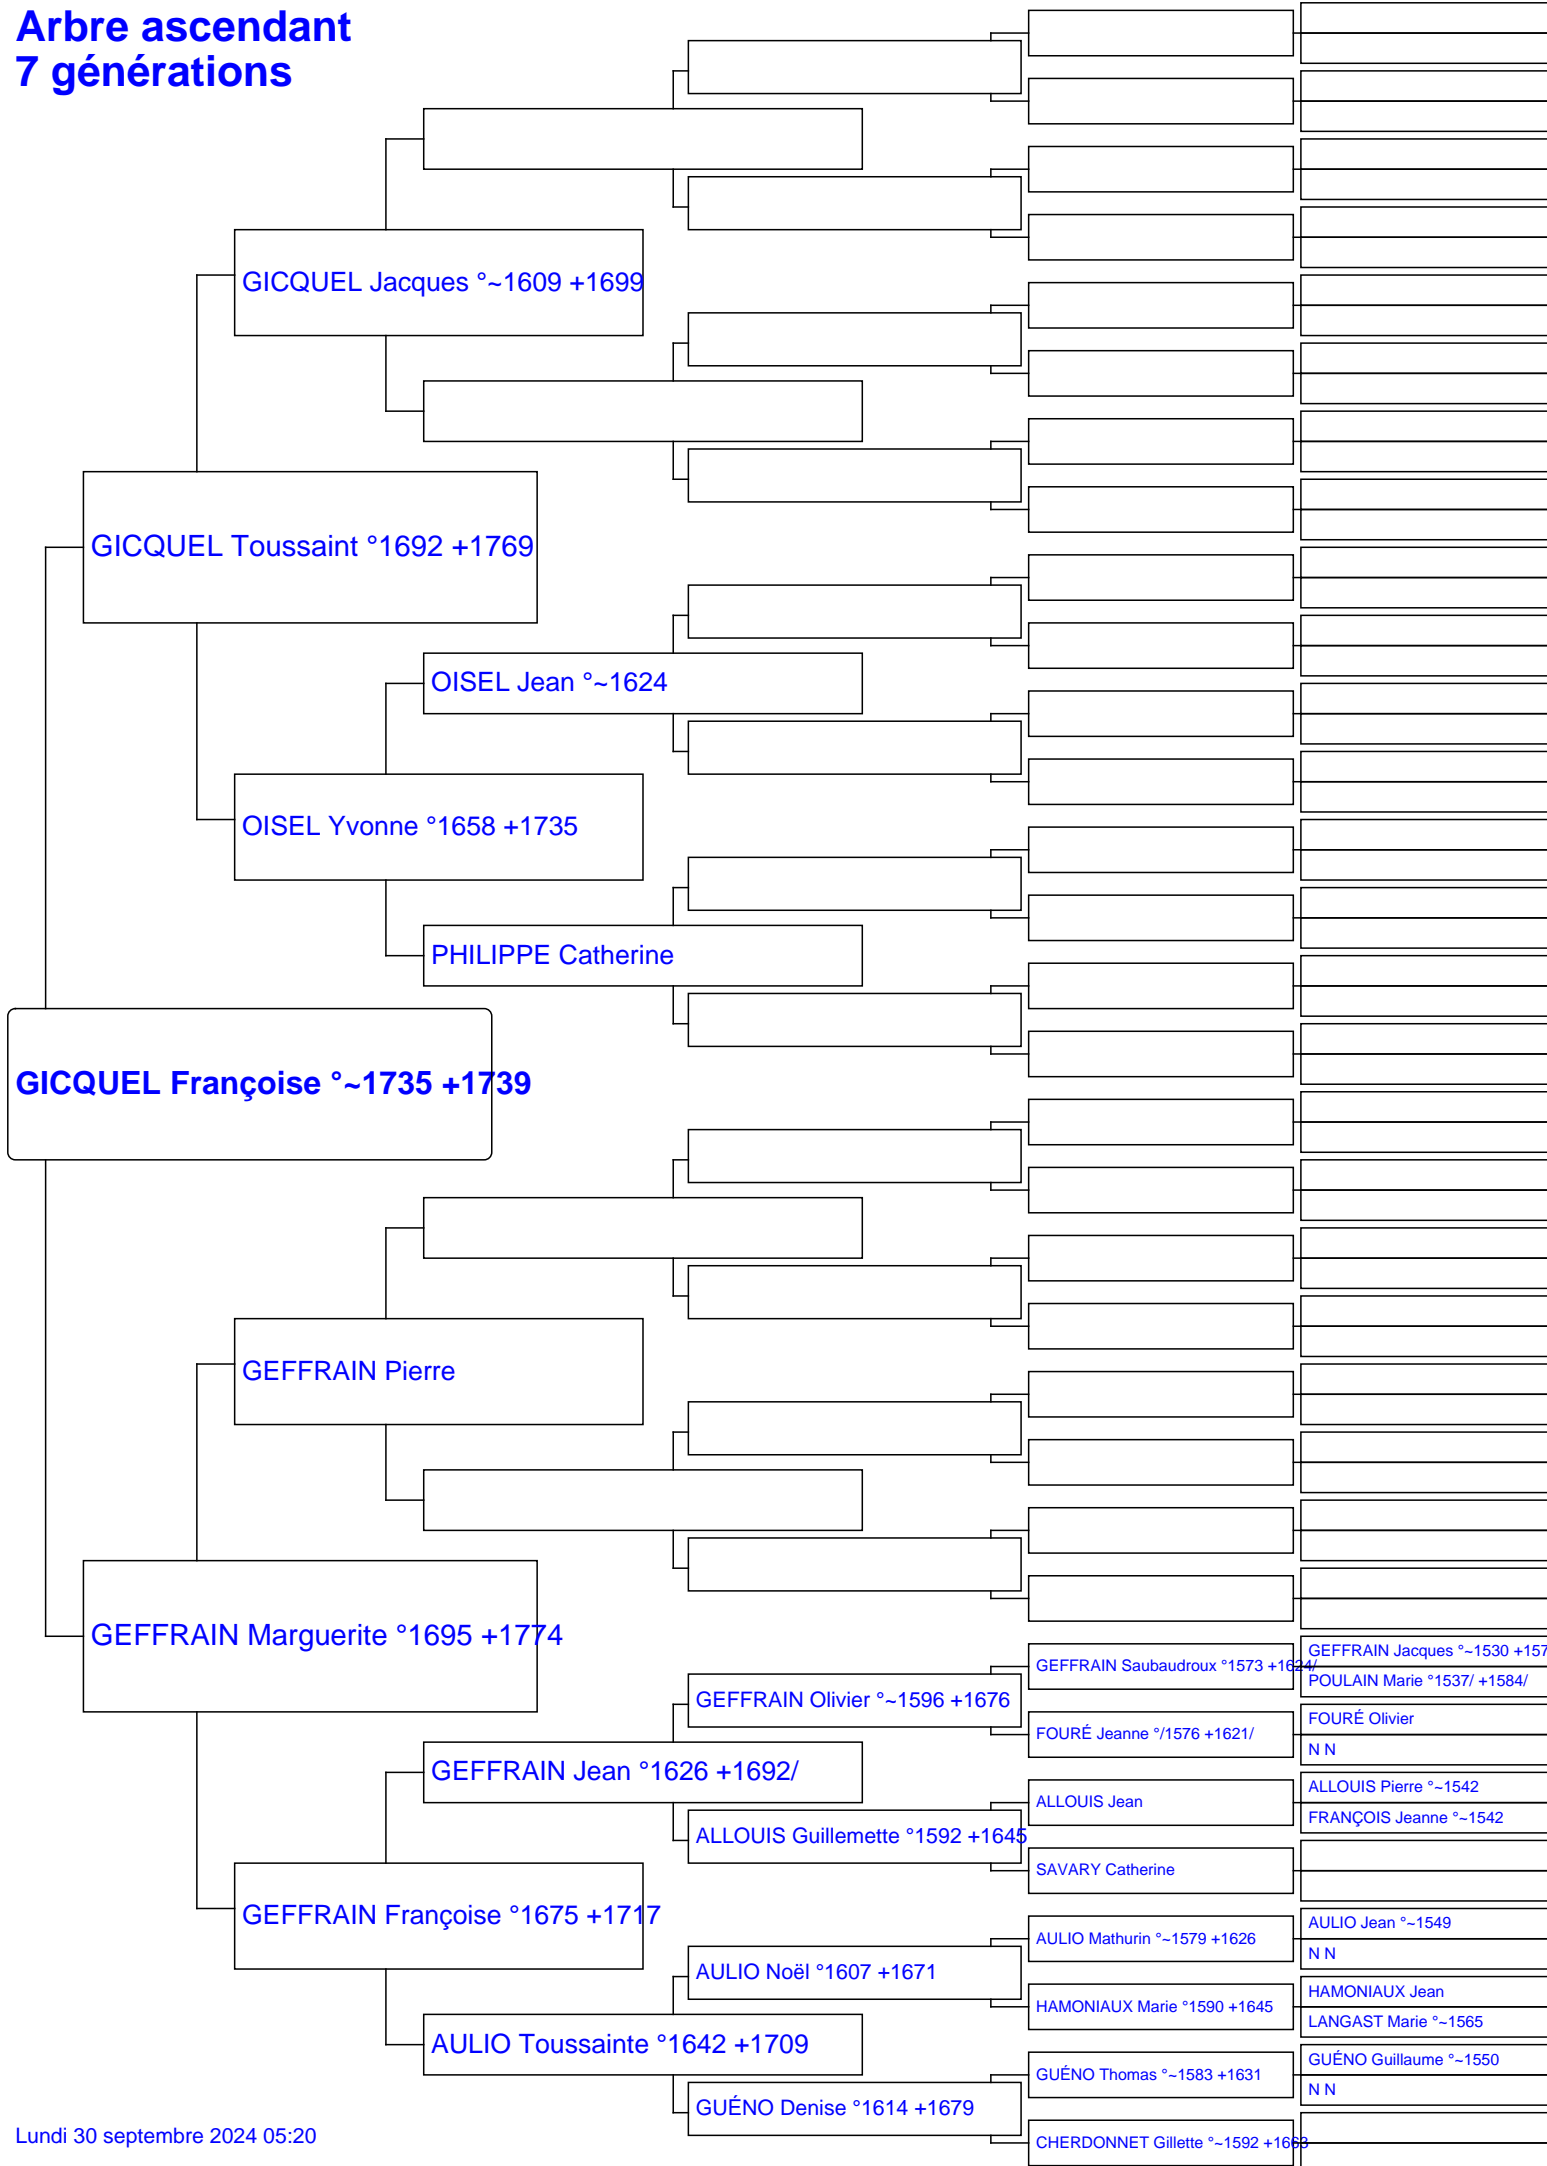 Arbre ascendant
7 générations
GICQUEL Jacques °~1609 +1699
GICQUEL Toussaint °1692 +1769
OISEL Jean °~1624
OISEL Yvonne °1658 +1735
PHILIPPE Catherine
GICQUEL Françoise °~1735 +1739
GEFFRAIN Pierre
GEFFRAIN Marguerite °1695 +1774
GEFFRAIN Jacques °~1530 +157
GEFFRAIN Saubaudroux °1573 +1624/
POULAIN Marie °1537/ +1584/
GEFFRAIN Olivier °~1596 +1676
FOURÉ Olivier
FOURÉ Jeanne °/1576 +1621/
N N
GEFFRAIN Jean °1626 +1692/
ALLOUIS Pierre °~1542
ALLOUIS Jean
FRANÇOIS Jeanne °~1542
ALLOUIS Guillemette °1592 +1645
SAVARY Catherine
GEFFRAIN Françoise °1675 +1717
AULIO Jean °~1549
AULIO Mathurin °~1579 +1626
N N
AULIO Noël °1607 +1671
HAMONIAUX Jean
HAMONIAUX Marie °1590 +1645
LANGAST Marie °~1565
AULIO Toussainte °1642 +1709
GUÉNO Guillaume °~1550
GUÉNO Thomas °~1583 +1631
N N
GUÉNO Denise °1614 +1679
CHERDONNET Gillette °~1592 +1663
Lundi 30 septembre 2024 05:20